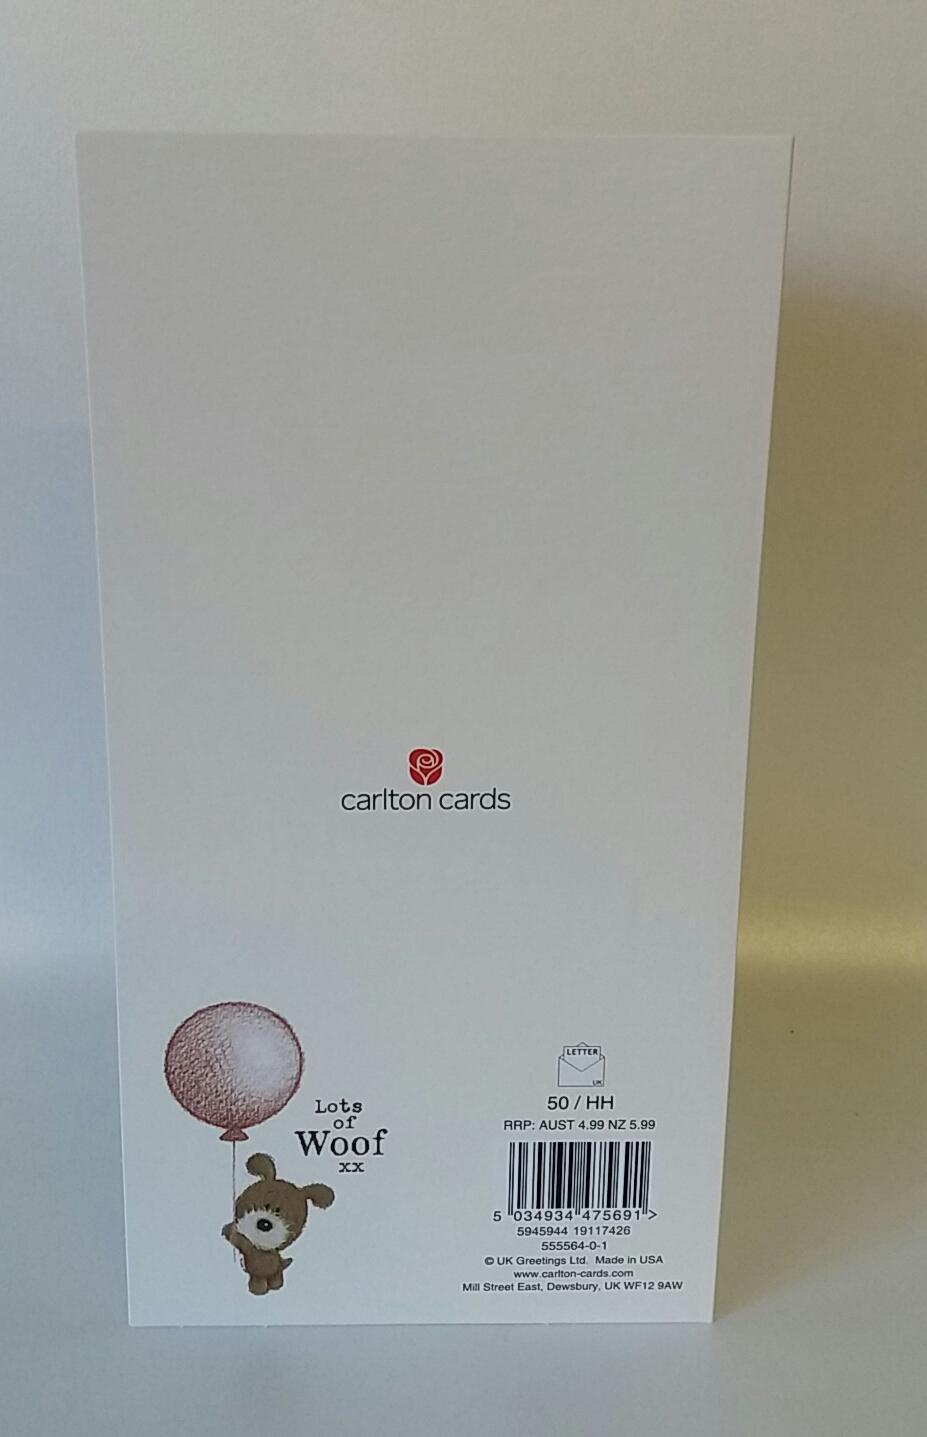 carlton cards
Lots
of
Woof
xx
LETTER
UK
50 / HH
RRP: AUST 4.99 NZ 5.99
5 034934 475691 >
5945944 19117426
555564-0-1
© UK Greetings Ltd. Made in USA
www.carlton-cards.com
Mill Street East, Dewsbury, UK WF12 9AW